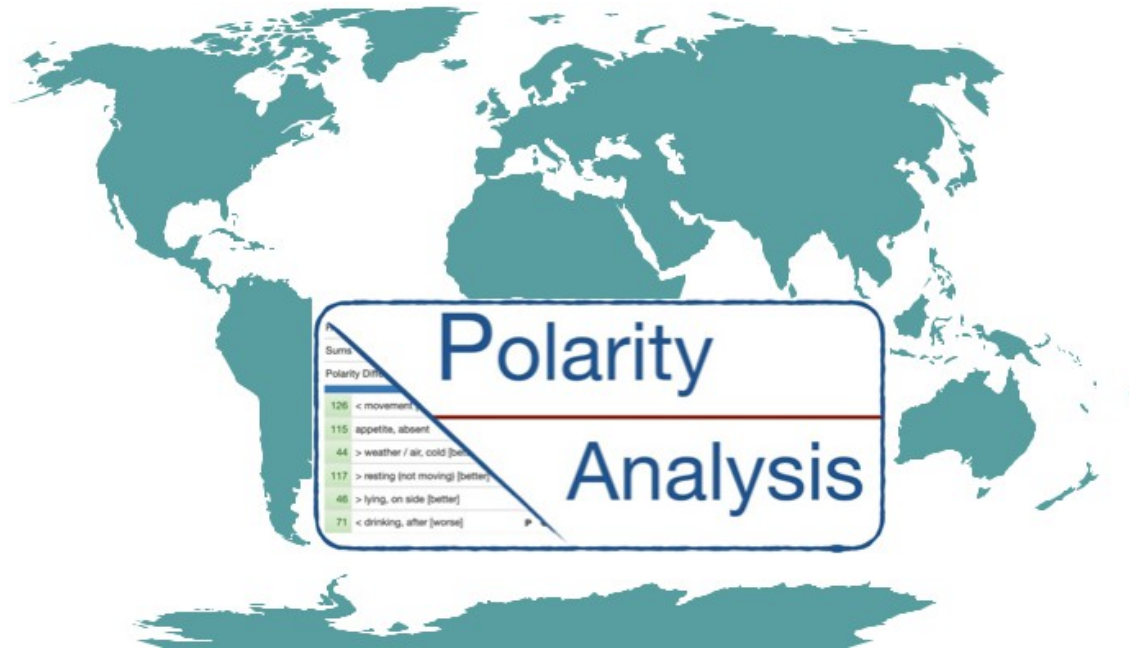 Polarity
Analysis
Sums
Polarity
126 < movement
115 appetite, absent
44 > weather / air, cold
117 > resting (not moving) [better]
46 > lying, on side [better]
71 < drinking, after [worse] P